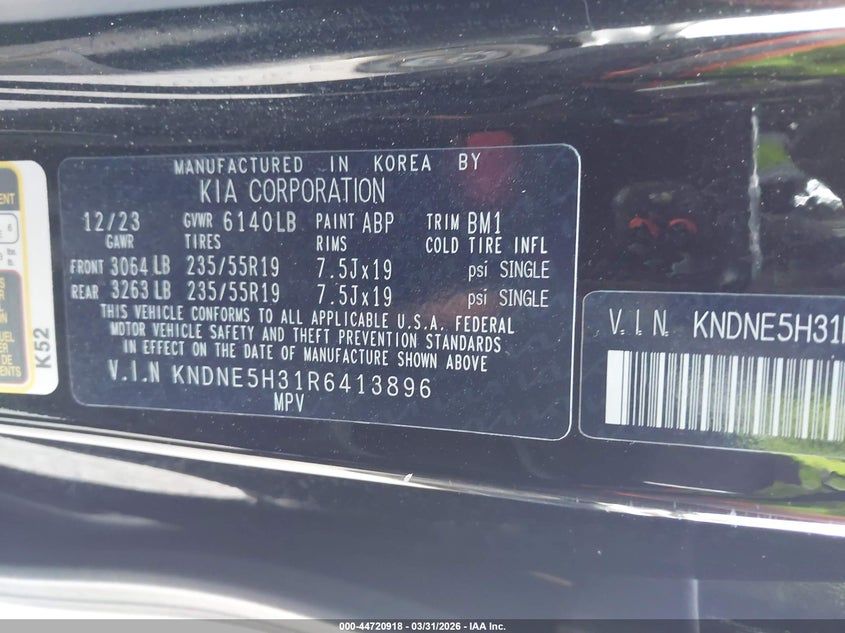 MANUFACTURED IN KOREA BY
KIA CORPORATION
12/23 GVWR 6140LB PAINT ABP TRIM BM1
GAWR TIRES RIMS COLD TIRE INFL
FRONT 3064 LB 235/55R19 7.5Jx19 psi SINGLE
REAR 3263 LB 235/55R19 7.5Jx19 psi SINGLE
THIS VEHICLE CONFORMS TO ALL APPLICABLE U.S.A. FEDERAL
MOTOR VEHICLE SAFETY AND THEFT PREVENTION STANDARDS
IN EFFECT ON THE DATE OF MANUFACTURE SHOWN ABOVE
V.I.N KNDNE5H31R6413896
MPV
K52
V.I.N. KNDNE5H31
000-44720918 - 03/31/2026 - IAA Inc.